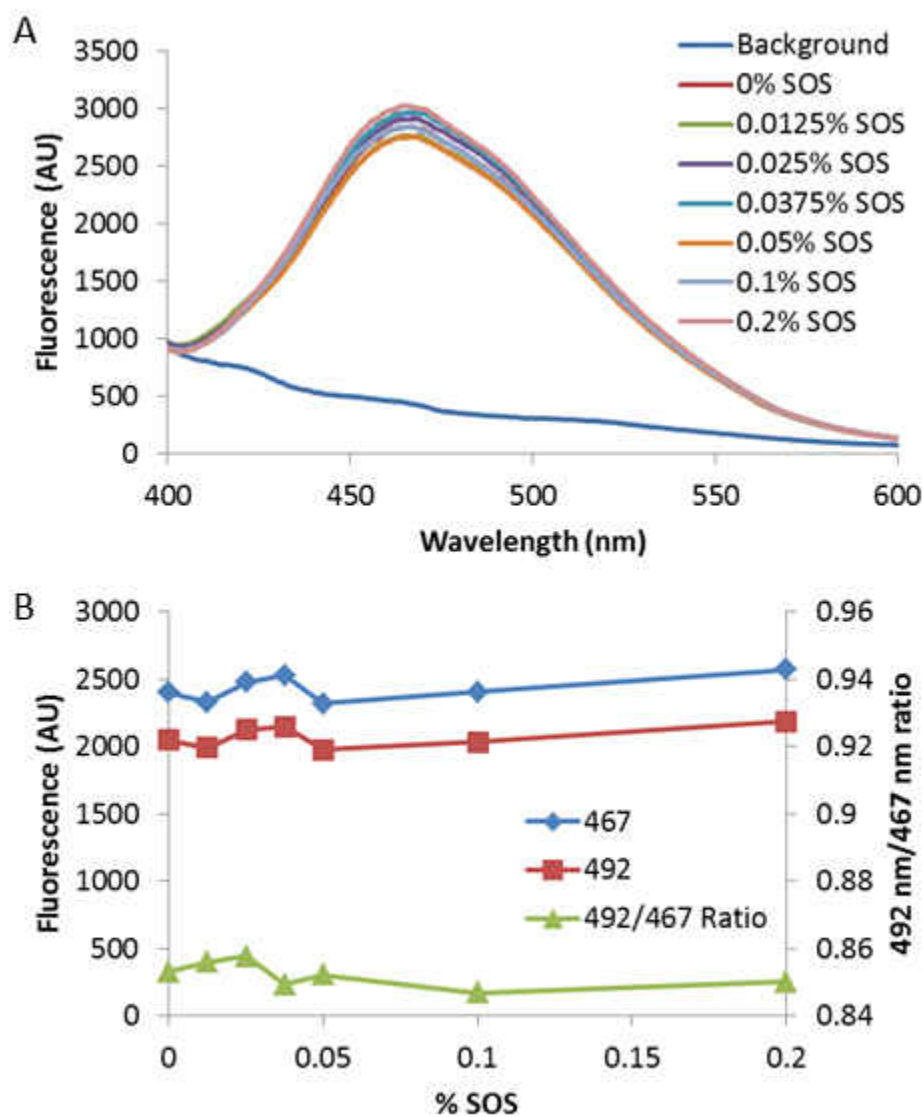 A
3500
3000
2500
2000
1500
1000
500
0
Fluorescence (AU)
400
450
500
550
600
Wavelength (nm)
Background
0% SOS
0.0125% SOS
0.025% SOS
0.0375% SOS
0.05% SOS
0.1% SOS
0.2% SOS
B
3000
2500
2000
1500
1000
500
0
Fluorescence (AU)
467
492
492/467 Ratio
0.96
0.94
0.92
0.9
0.88
0.86
0.84
492 nm/467 nm ratio
0
0.05
0.1
0.15
0.2
% SOS